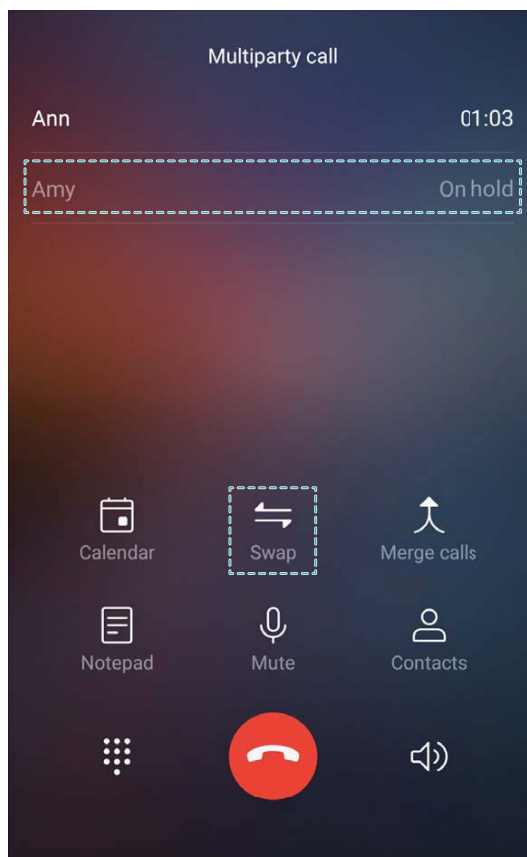 Multiparty call
Ann 01:03
Amy On hold
Calendar Swap Merge calls
Notepad Mute Contacts